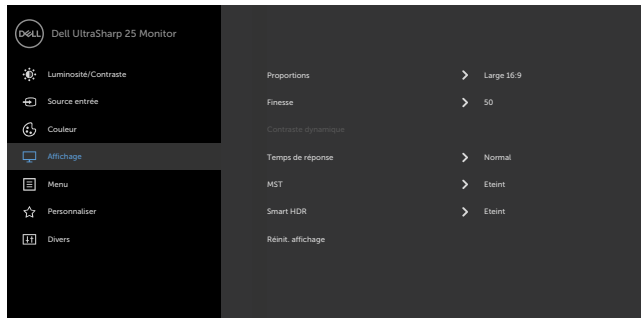 DELL Dell UltraSharp 25 Monitor
Luminosité/Contraste
Source entrée
Couleur
Affichage
Menu
Personnaliser
Divers
Proportions Large 16:9
Finesse 50
Contraste dynamique
Temps de réponse Normal
MST Eteint
Smart HDR Eteint
Réinit. affichage